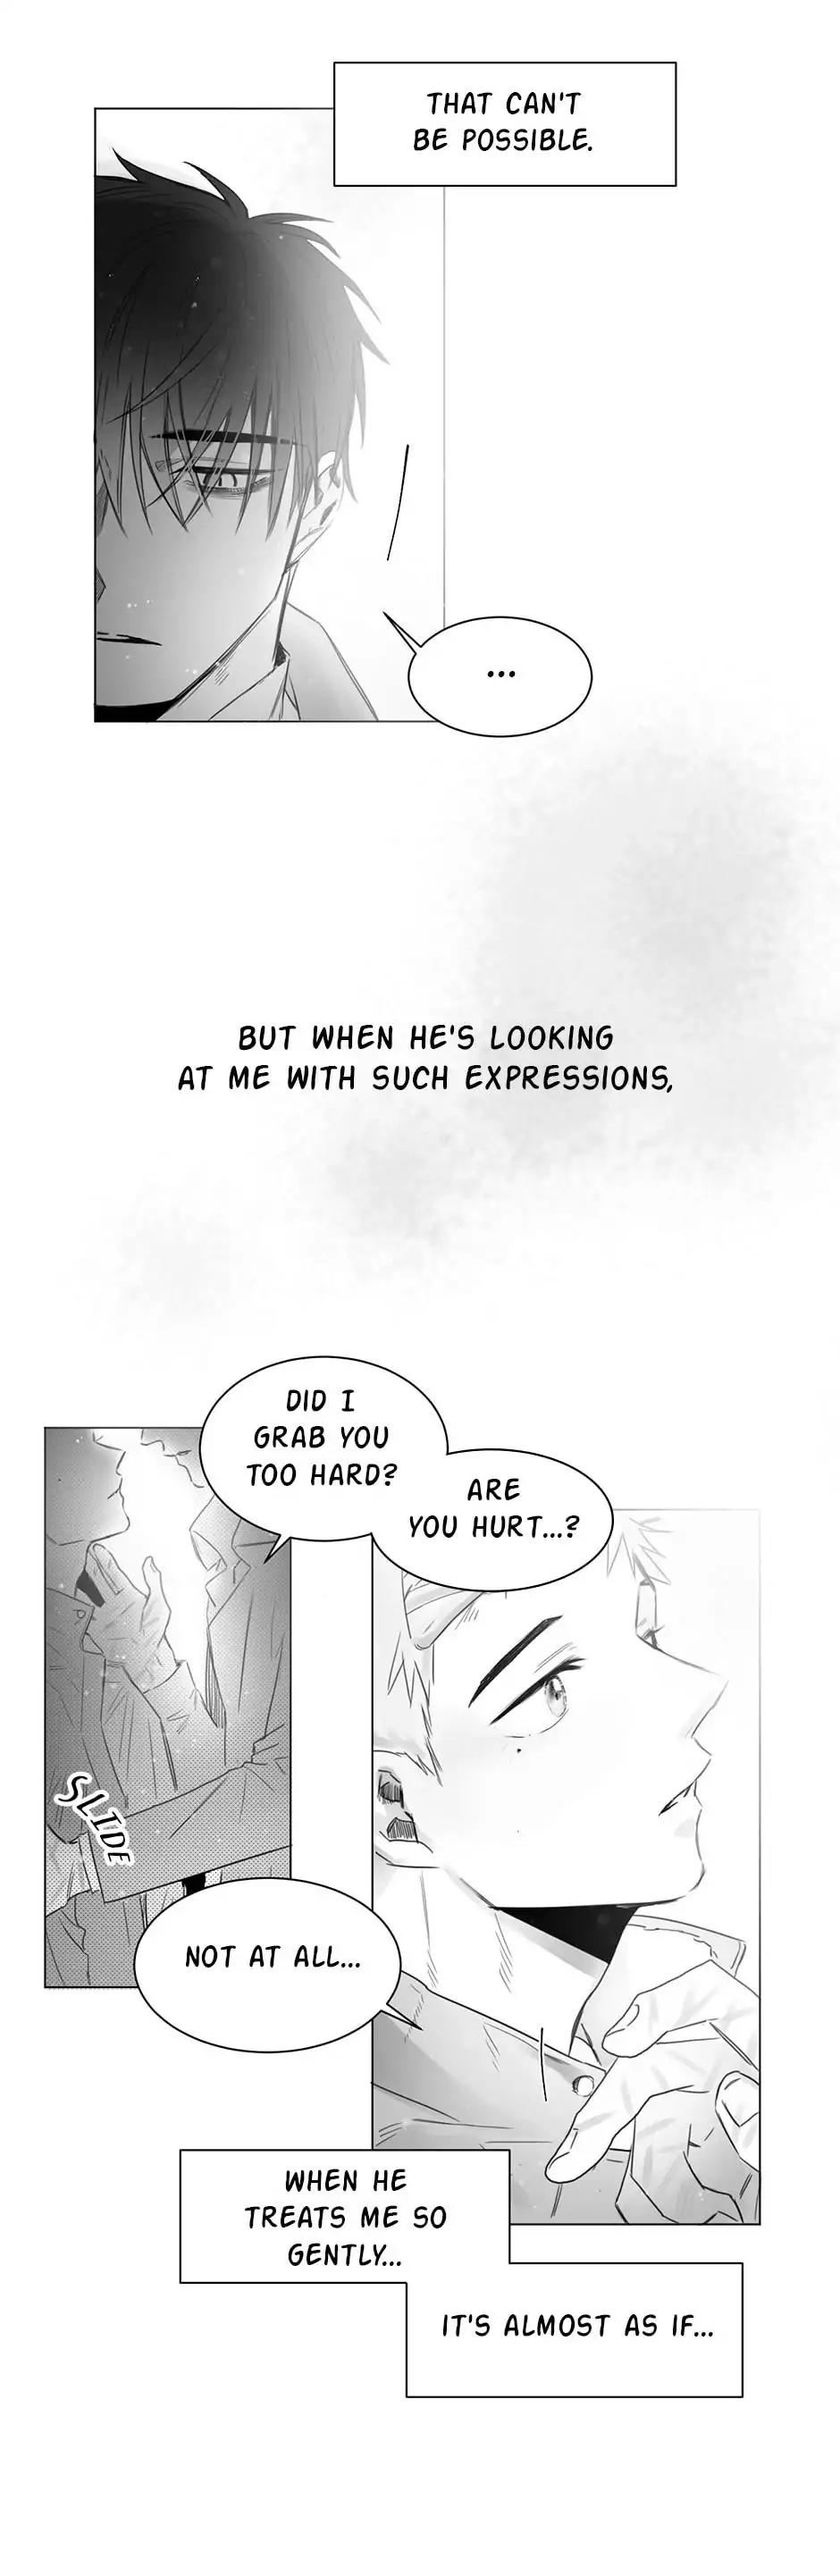 THAT CAN'T
BE POSSIBLE.
...
BUT WHEN HE'S LOOKING
AT ME WITH SUCH EXPRESSIONS,
DID I
GRAB YOU
TOO HARD?
ARE
YOU HURT...?
SLIDE
NOT AT ALL...
WHEN HE
TREATS ME SO
GENTLY...
IT'S ALMOST AS IF...